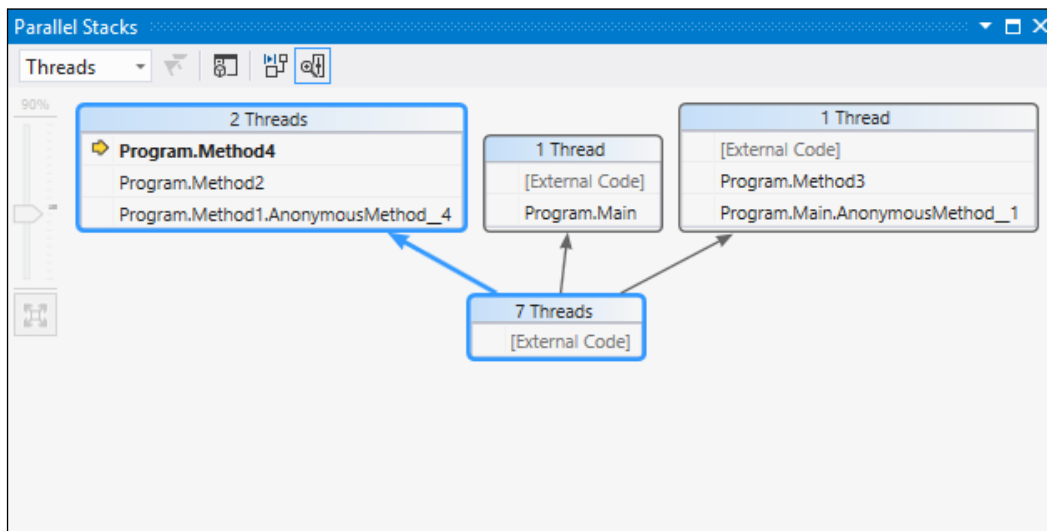 Parallel Stacks
Threads
90%
2 Threads
Program.Method4
Program.Method2
Program.Method1.AnonymousMethod__4
1 Thread
[External Code]
Program.Main
1 Thread
[External Code]
Program.Method3
Program.Main.AnonymousMethod__1
7 Threads
[External Code]